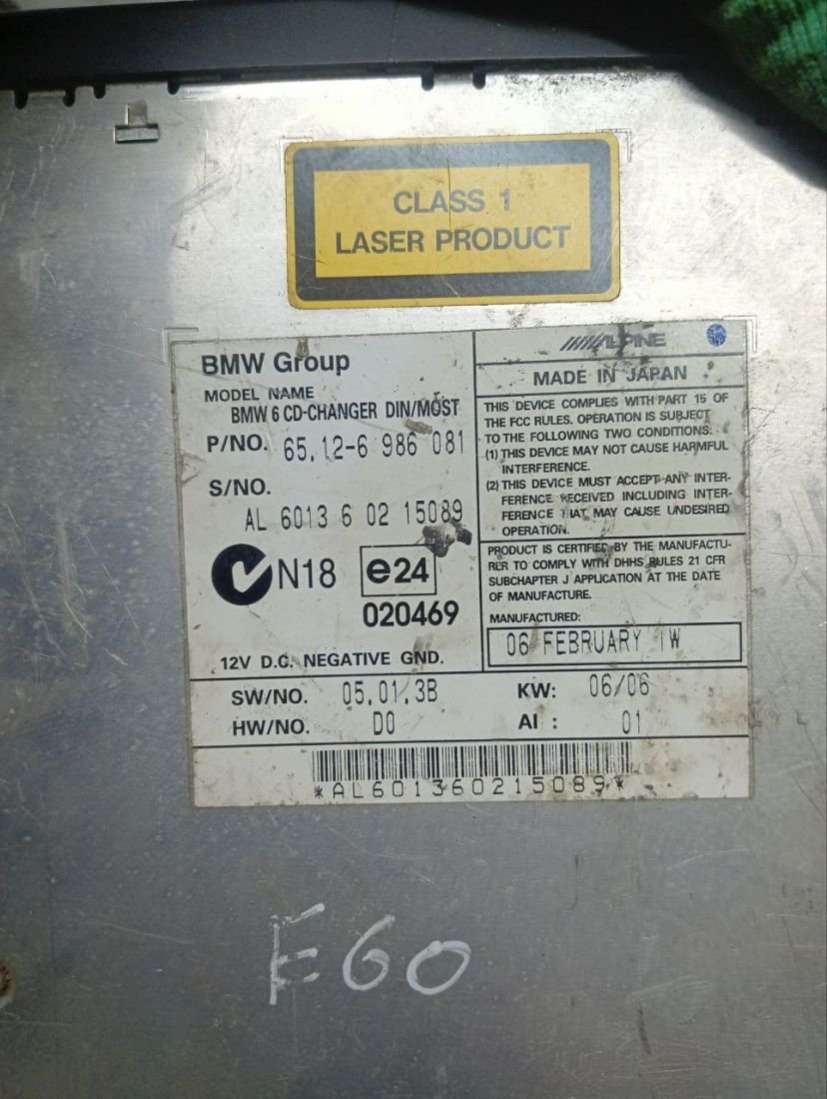 CLASS 1
LASER PRODUCT
BMW Group
MODEL NAME
BMW 6 CD-CHANGER DIN/MOST
P/NO. 65.12-6 986 081
S/NO.
AL 6013 6 02 15089
N18 e24
020469
12V D.C. NEGATIVE GND.
ALPINE
MADE IN JAPAN
THIS DEVICE COMPLIES WITH PART 15 OF
THE FCC RULES. OPERATION IS SUBJECT
TO THE FOLLOWING TWO CONDITIONS:
(1) THIS DEVICE MAY NOT CAUSE HARMFUL
INTERFERENCE.
(2) THIS DEVICE MUST ACCEPT ANY INTER-
FERENCE RECEIVED INCLUDING INTER-
FERENCE THAT MAY CAUSE UNDESIRED
OPERATION.
PRODUCT IS CERTIFIED BY THE MANUFACTU-
RER TO COMPLY WITH DHHS RULES 21 CFR
SUBCHAPTER J APPLICATION AT THE DATE
OF MANUFACTURE.
MANUFACTURED:
06 FEBRUARY IW
SW/NO. 05.01.3B KW: 06/06
HW/NO. D0 AI : 01
*AL601360215089*
E60